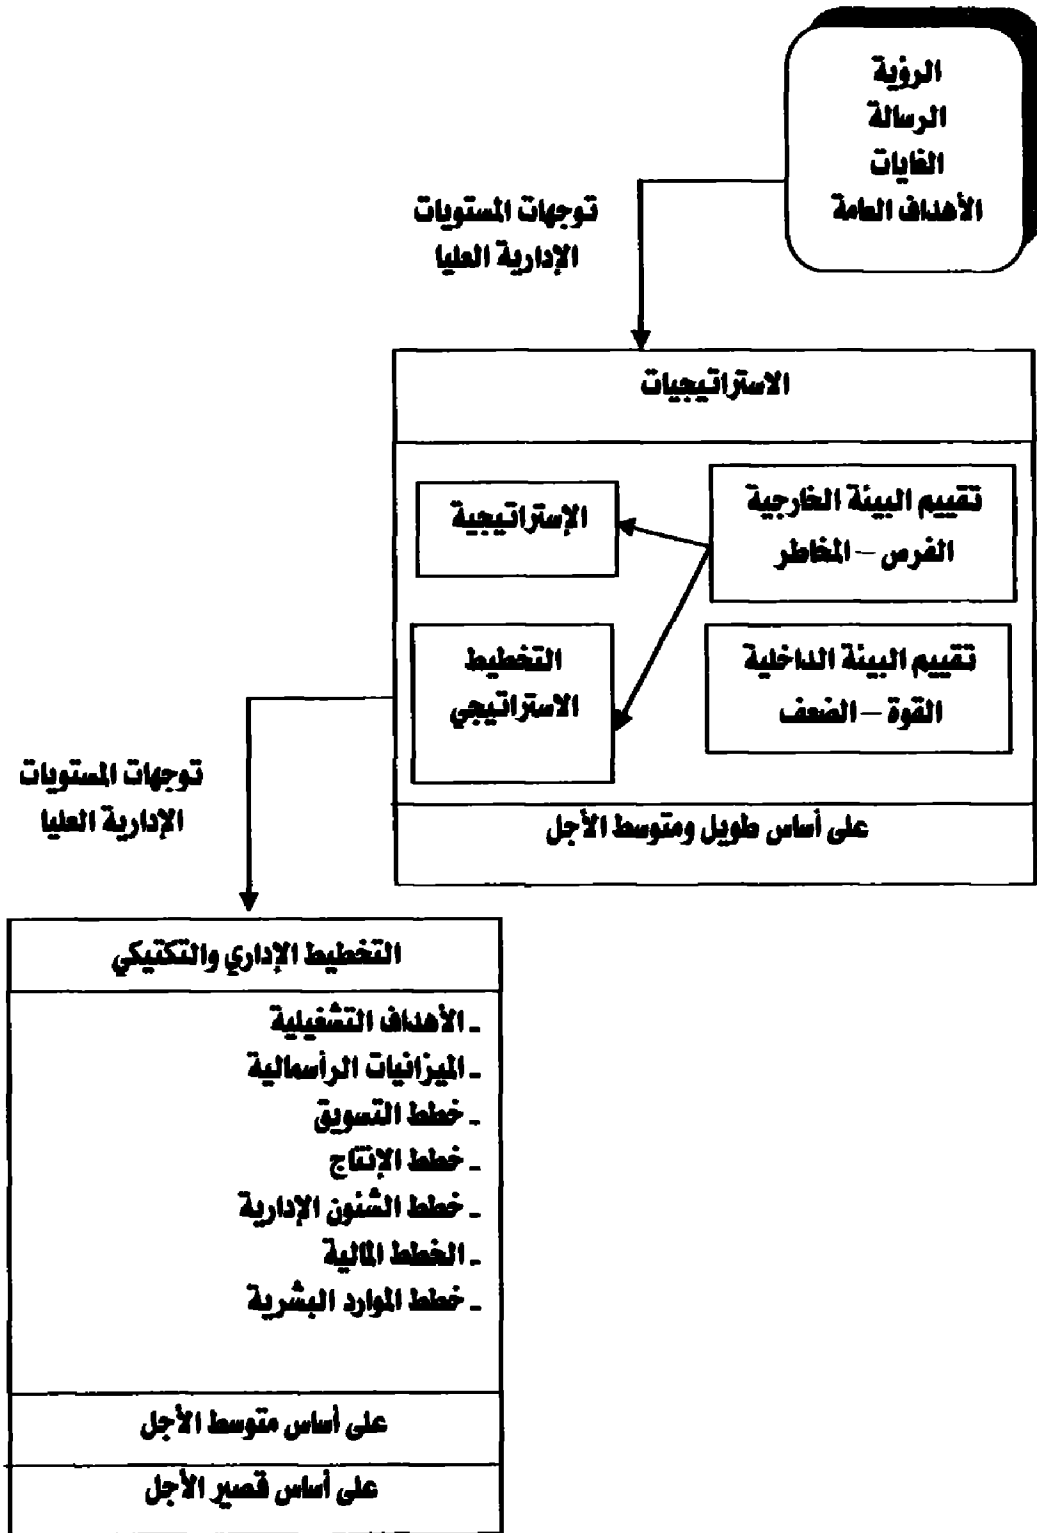 الرؤية
الرسالة
الغايات
الأهداف العامة
توجهات المستويات
الإدارية العليا
الاستراتيجيات
تقييم البيئة الخارجية
الفرص – المخاطر
الإستراتيجية
تقييم البيئة الداخلية
القوة – الضعف
التخطيط
الاستراتيجي
على أساس طويل ومتوسط الأجل
توجهات المستويات
الإدارية العليا
التخطيط الإداري والتكتيكي
ـ الأهداف التشغيلية
ـ الميزانيات الرأسمالية
ـ خطط التسويق
ـ خطط الإنتاج
ـ خطط الشئون الإدارية
ـ الخطط المالية
ـ خطط الموارد البشرية
على أساس متوسط الأجل
على أساس قصير الأجل